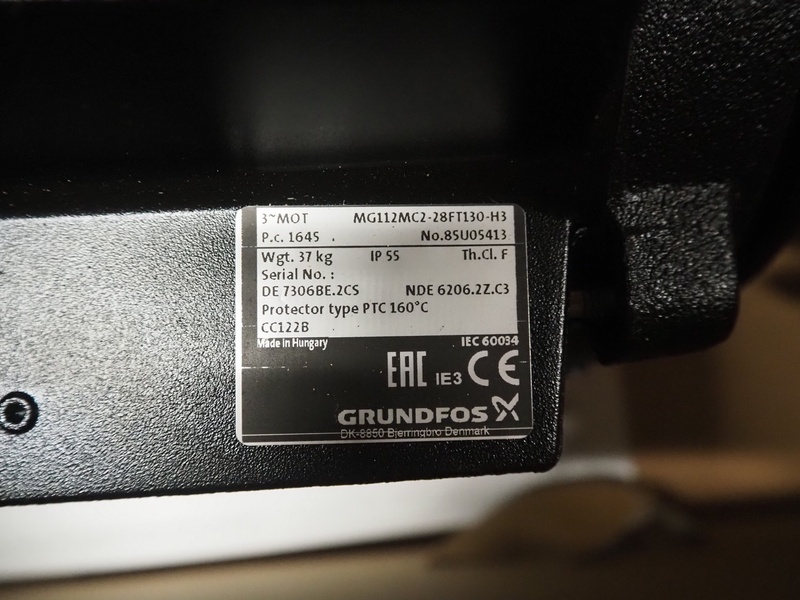 3~MOT MG112MC2-28FT130-H3
P.c. 1645 No.85U05413
Wgt. 37 kg IP 55 Th.Cl. F
Serial No. :
DE 7306BE.2CS NDE 6206.2Z.C3
Protector type PTC 160°C
CC122B
Made in Hungary IEC 60034
EAC IE3 CE
GRUNDFOS
DK-8850 Bjerringbro Denmark